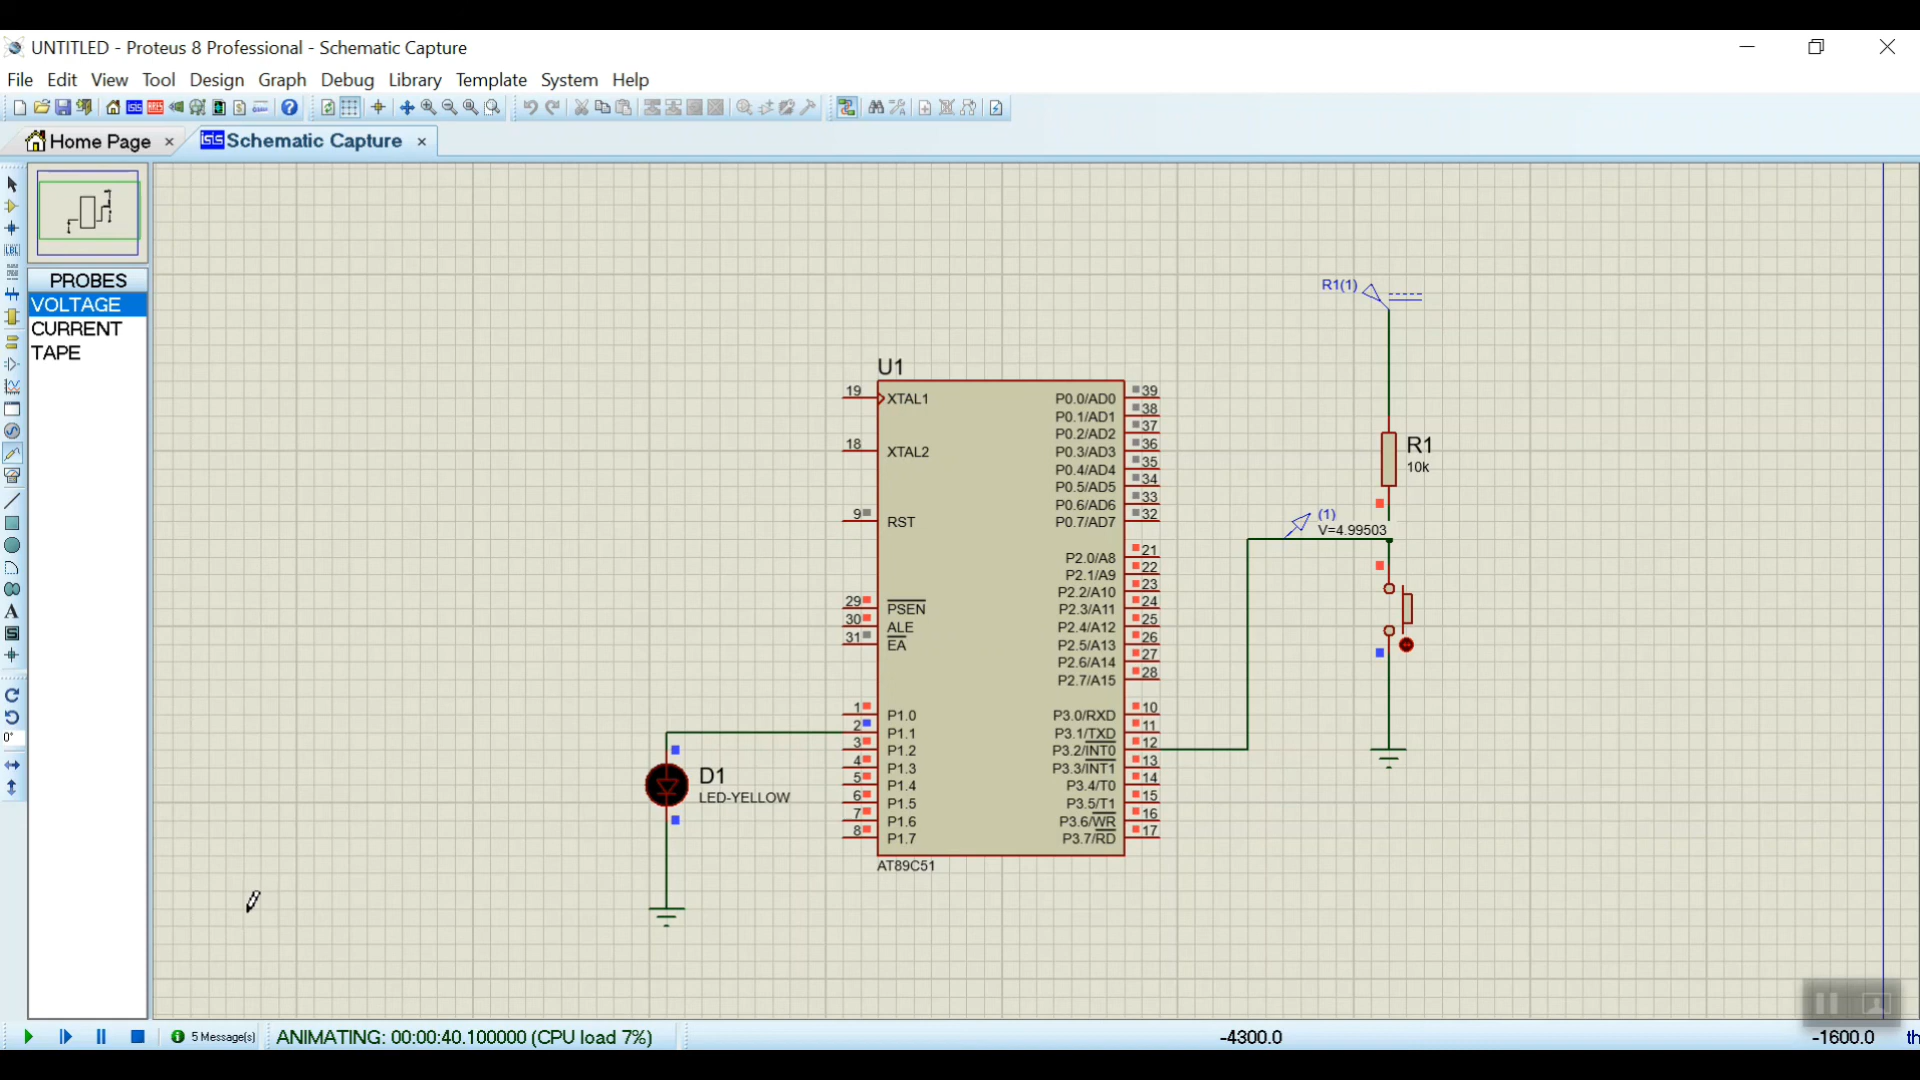 UNTITLED - Proteus 8 Professional - Schematic Capture
File Edit View Tool Design Graph Debug Library Template System Help
Home Page × Schematic Capture ×
PROBES
VOLTAGE
CURRENT
TAPE
LBL
A
S
0°
R1(1)
R1
10k
(1)
V=4.99503
U1
19 XTAL1
18 XTAL2
9 RST
29 PSEN
30 ALE
31 EA
1 P1.0
2 P1.1
3 P1.2
4 P1.3
5 P1.4
6 P1.5
7 P1.6
8 P1.7
P0.0/AD0 39
P0.1/AD1 38
P0.2/AD2 37
P0.3/AD3 36
P0.4/AD4 35
P0.5/AD5 34
P0.6/AD6 33
P0.7/AD7 32
P2.0/A8 21
P2.1/A9 22
P2.2/A10 23
P2.3/A11 24
P2.4/A12 25
P2.5/A13 26
P2.6/A14 27
P2.7/A15 28
P3.0/RXD 10
P3.1/TXD 11
P3.2/INT0 12
P3.3/INT1 13
P3.4/T0 14
P3.5/T1 15
P3.6/WR 16
P3.7/RD 17
AT89C51
D1
LED-YELLOW
5 Message(s) ANIMATING: 00:00:40.100000 (CPU load 7%) -4300.0 -1600.0 th